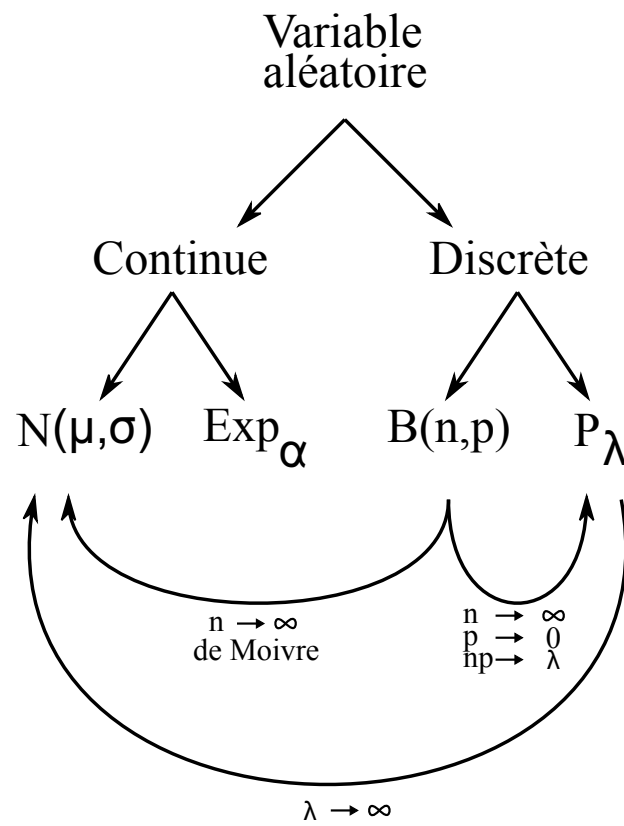 Variable
aléatoire
Continue
Discrète
N(μ,σ)
Exp_α
B(n,p)
P_λ
n → ∞
de Moivre
n → ∞
p → 0
np → λ
λ → ∞